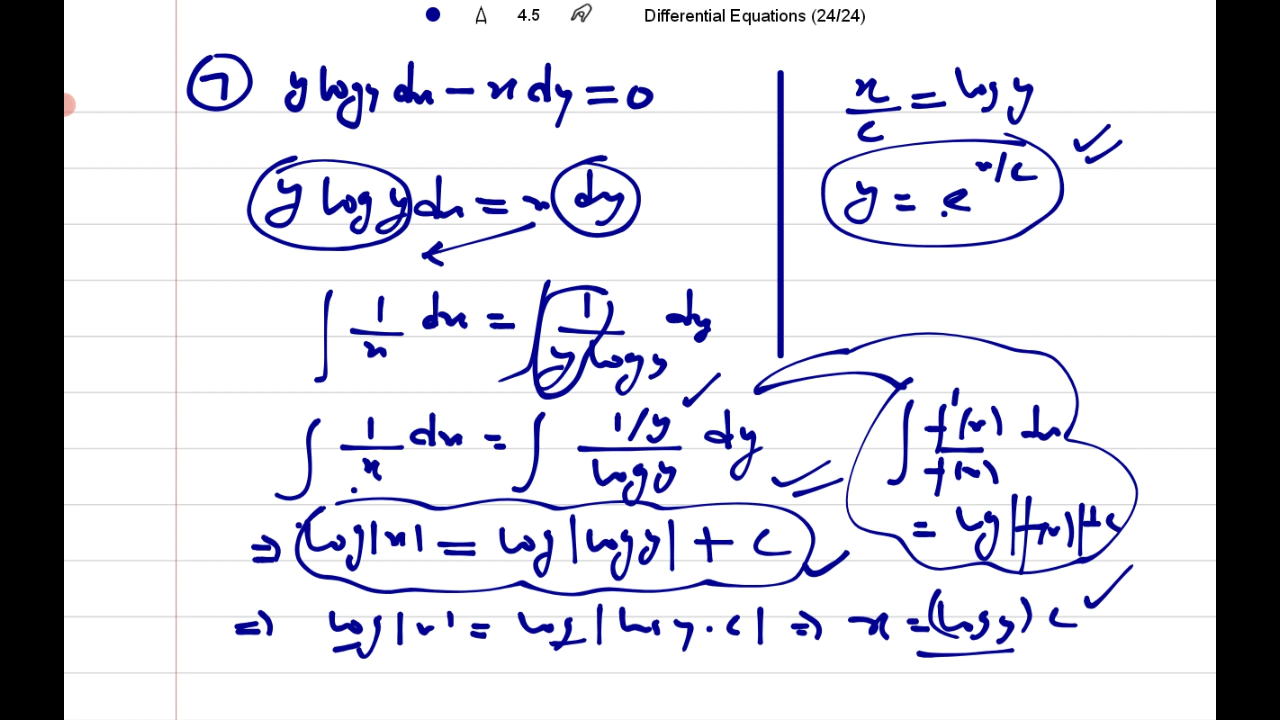 4.5 Differential Equations (24/24)
7 y log y dx - x dy = 0
y log y dx = x dy
∫ 1/x dx = ∫ 1/(y log y) dy
∫ 1/x dx = ∫ (1/y)/(log y) dy
⇒ log|x| = log|log y| + c
⇒ log|x| = log|log y · c| ⇒ x = (log y) c
x/c = log y
y = e^(x/c)
∫ f'(x)/f(x) dx
= log|f(x)| + c